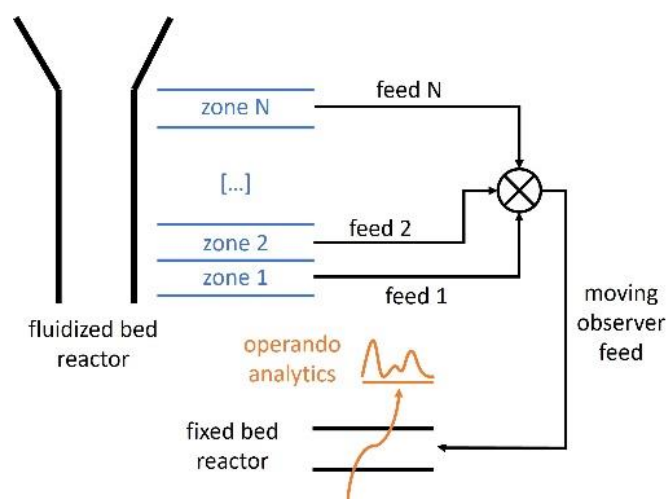 zone N
feed N
[...]
zone 2
feed 2
zone 1
feed 1
fluidized bed
reactor
moving
observer
feed
operando
analytics
fixed bed
reactor